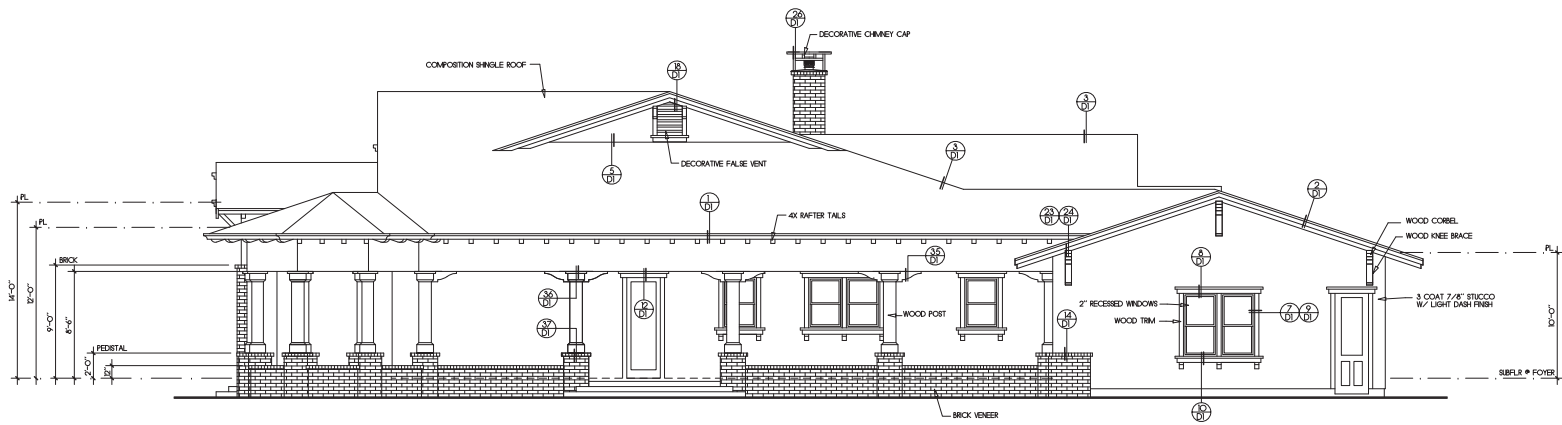 26
D1
DECORATIVE CHIMNEY CAP
COMPOSITION SHINGLE ROOF
18
D1
3
D1
3
D1
5
D1
DECORATIVE FALSE VENT
2
D1
PL
PL
1
D1
4X RAFTER TAILS
23
D1
24
D1
WOOD CORBEL
WOOD KNEE BRACE
BRICK
35
D1
8
D1
PL
14'-0"
12'-0"
9'-0"
8'-6"
36
D1
12
D1
WOOD POST
2" RECESSED WINDOWS
WOOD TRIM
7
D1
9
D1
3 COAT 7/8" STUCCO
W/ LIGHT DASH FINISH
10'-0"
37
D1
14
D1
PEDISTAL
2'-0"
12"
SUBFLR @ FOYER
BRICK VENEER
10
D1